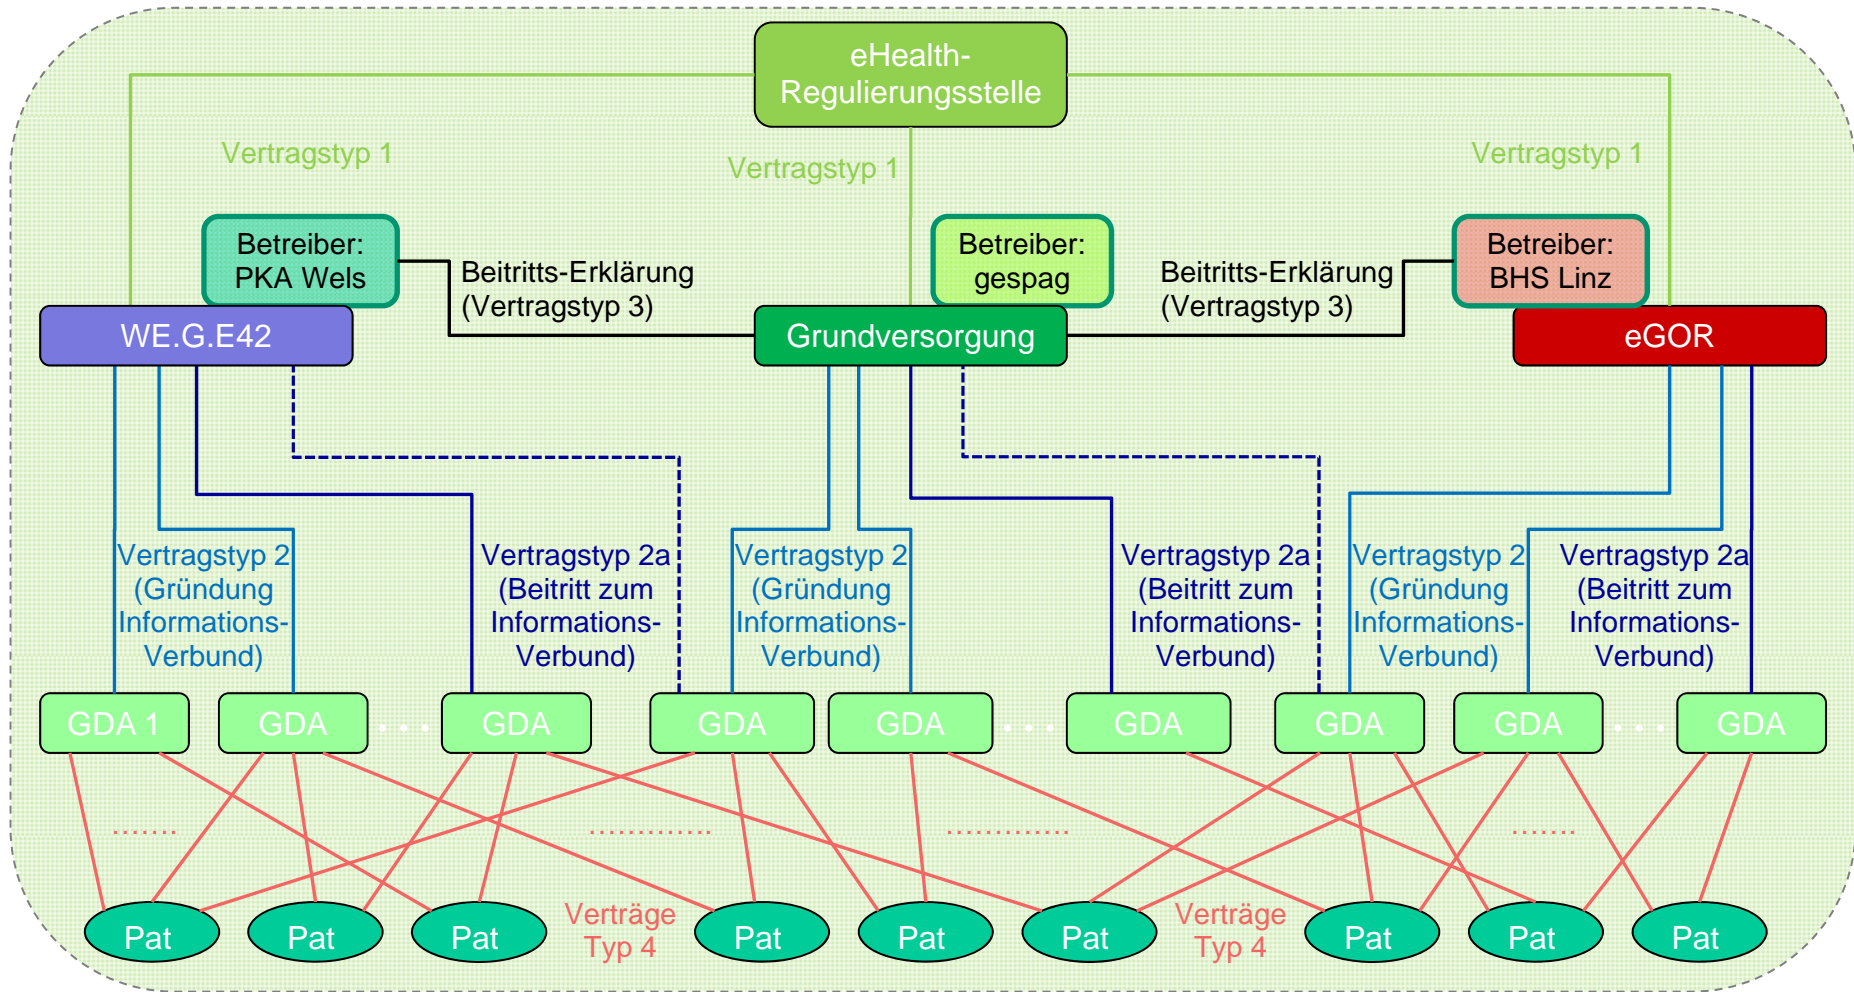 eHealth-
Regulierungsstelle
Vertragstyp 1
Vertragstyp 1
Vertragstyp 1
Betreiber:
PKA Wels
Beitritts-Erklärung
(Vertragstyp 3)
Betreiber:
gespag
Beitritts-Erklärung
(Vertragstyp 3)
Betreiber:
BHS Linz
WE.G.E42
Grundversorgung
eGOR
Vertragstyp 2
(Gründung
Informations-
Verbund)
Vertragstyp 2a
(Beitritt zum
Informations-
Verbund)
Vertragstyp 2
(Gründung
Informations-
Verbund)
Vertragstyp 2a
(Beitritt zum
Informations-
Verbund)
Vertragstyp 2
(Gründung
Informations-
Verbund)
Vertragstyp 2a
(Beitritt zum
Informations-
Verbund)
GDA 1
GDA
...
GDA
GDA
GDA
...
GDA
GDA
GDA
...
GDA
.......
.............
.............
.......
Pat
Pat
Pat
Verträge
Typ 4
Pat
Pat
Pat
Verträge
Typ 4
Pat
Pat
Pat